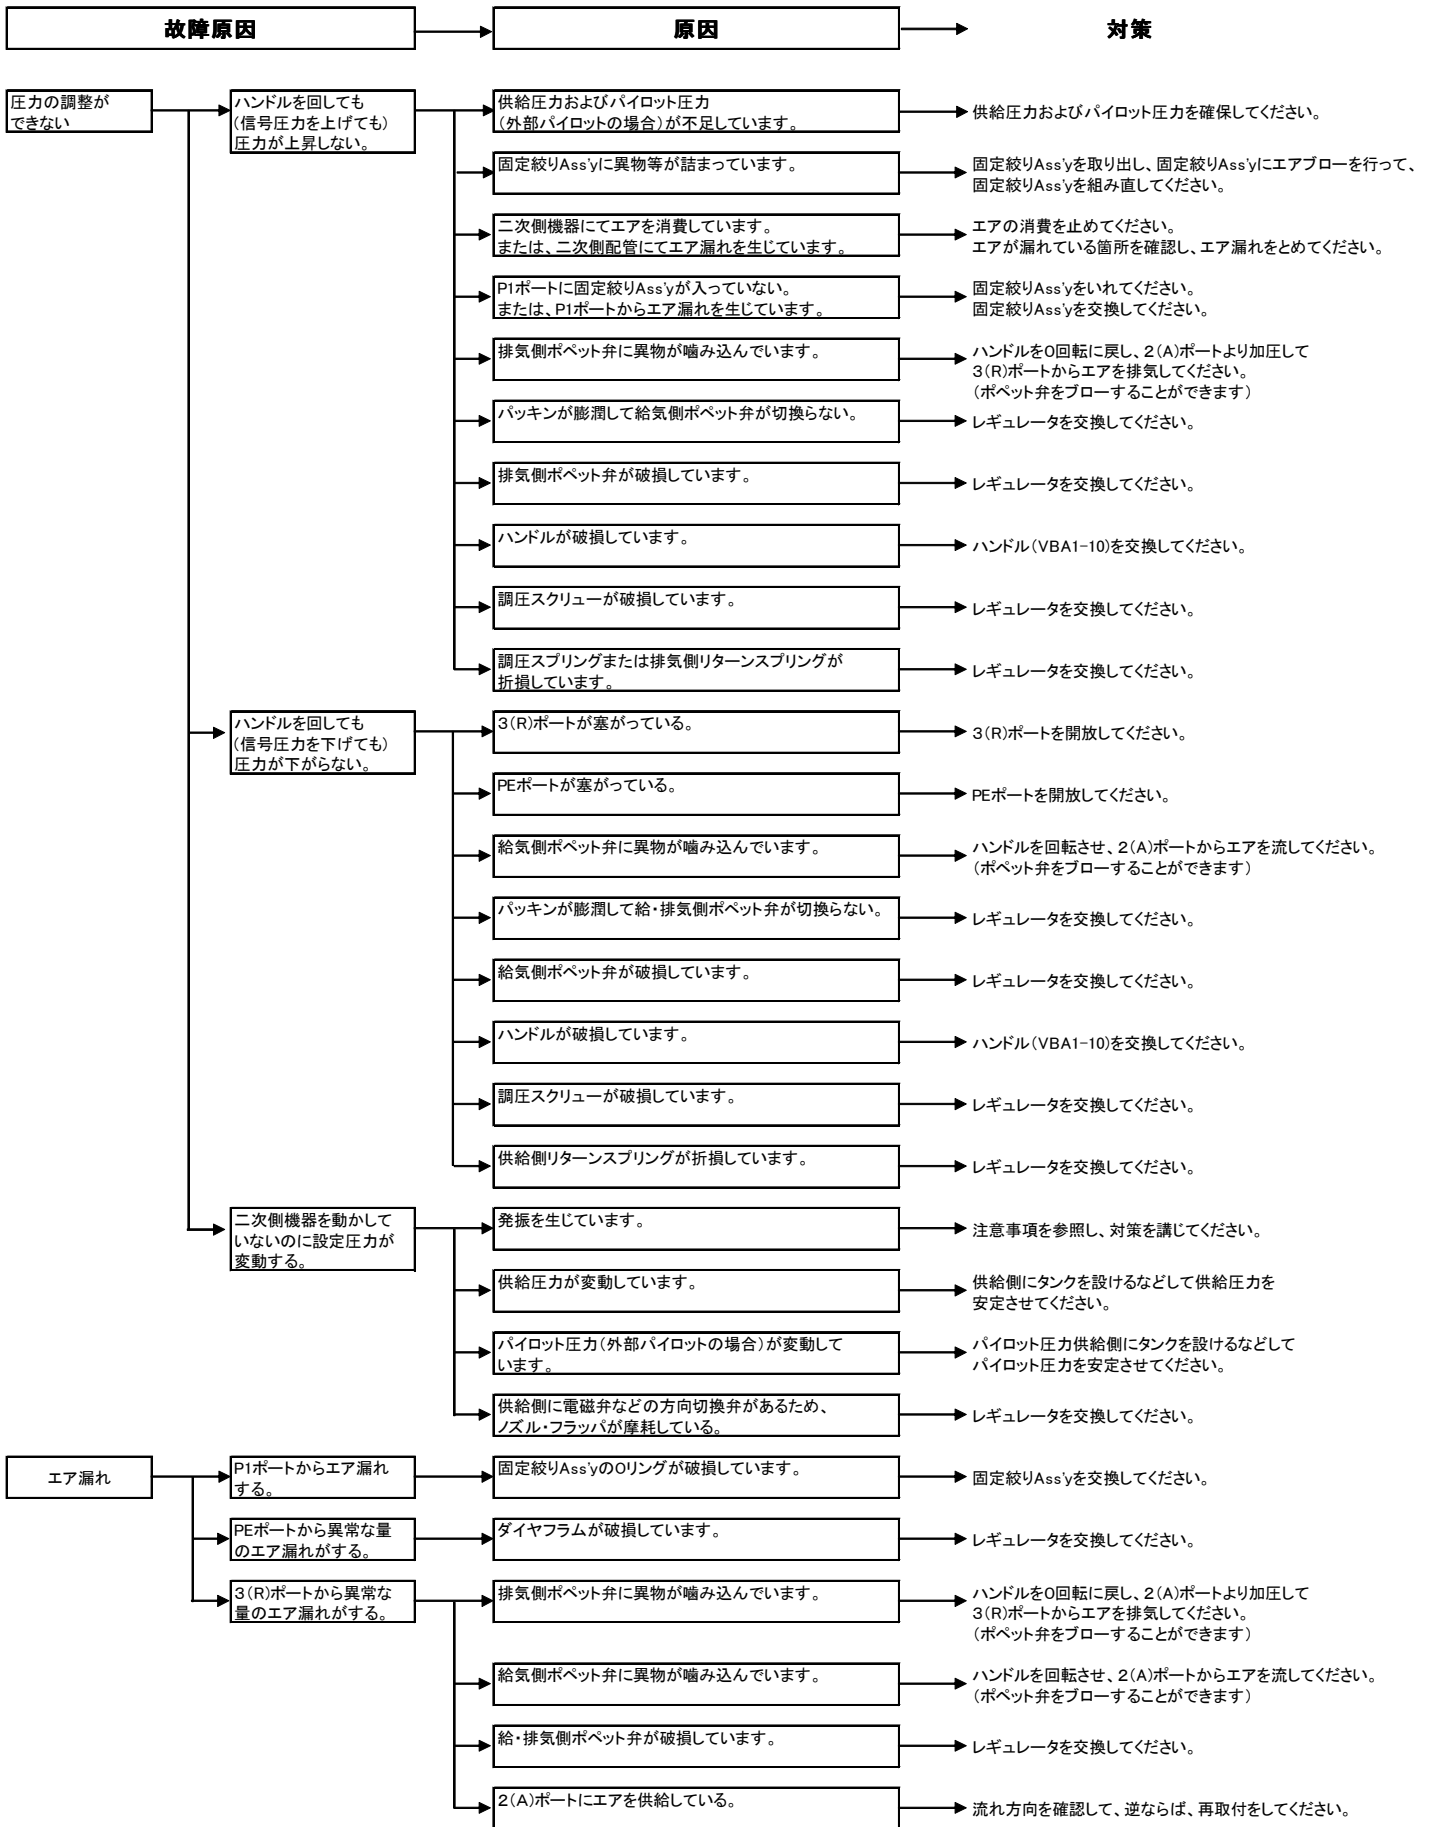 故障原因
原因
対策
圧力の調整が
できない
ハンドルを回しても
(信号圧力を上げても)
圧力が上昇しない。
供給圧力およびパイロット圧力
(外部パイロットの場合)が不足しています。
供給圧力およびパイロット圧力を確保してください。
固定絞りAss'yに異物等が詰まっています。
固定絞りAss'yを取り出し、固定絞りAss'yにエアブローを行って、
固定絞りAss'yを組み直してください。
二次側機器にてエアを消費しています。
または、二次側配管にてエア漏れを生じています。
エアの消費を止めてください。
エアが漏れている箇所を確認し、エア漏れをとめてください。
P1ポートに固定絞りAss'yが入っていない。
または、P1ポートからエア漏れを生じています。
固定絞りAss'yをいれてください。
固定絞りAss'yを交換してください。
排気側ポペット弁に異物が噛み込んでいます。
ハンドルを0回転に戻し、2(A)ポートより加圧して
3(R)ポートからエアを排気してください。
(ポペット弁をブローすることができます)
パッキンが膨潤して給気側ポペット弁が切換らない。
レギュレータを交換してください。
排気側ポペット弁が破損しています。
レギュレータを交換してください。
ハンドルが破損しています。
ハンドル(VBA1-10)を交換してください。
調圧スクリューが破損しています。
レギュレータを交換してください。
調圧スプリングまたは排気側リターンスプリングが
折損しています。
レギュレータを交換してください。
ハンドルを回しても
(信号圧力を下げても)
圧力が下がらない。
3(R)ポートが塞がっている。
3(R)ポートを開放してください。
PEポートが塞がっている。
PEポートを開放してください。
給気側ポペット弁に異物が噛み込んでいます。
ハンドルを回転させ、2(A)ポートからエアを流してください。
(ポペット弁をブローすることができます)
パッキンが膨潤して給・排気側ポペット弁が切換らない。
レギュレータを交換してください。
給気側ポペット弁が破損しています。
レギュレータを交換してください。
ハンドルが破損しています。
ハンドル(VBA1-10)を交換してください。
調圧スクリューが破損しています。
レギュレータを交換してください。
供給側リターンスプリングが折損しています。
レギュレータを交換してください。
二次側機器を動かして
いないのに設定圧力が
変動する。
発振を生じています。
注意事項を参照し、対策を講じてください。
供給圧力が変動しています。
供給側にタンクを設けるなどして供給圧力を
安定させてください。
パイロット圧力(外部パイロットの場合)が変動して
います。
パイロット圧力供給側にタンクを設けるなどして
パイロット圧力を安定させてください。
供給側に電磁弁などの方向切換弁があるため、
ノズル・フラッパが摩耗している。
レギュレータを交換してください。
エア漏れ
P1ポートからエア漏れ
する。
固定絞りAss'yのOリングが破損しています。
固定絞りAss'yを交換してください。
PEポートから異常な量
のエア漏れがする。
ダイヤフラムが破損しています。
レギュレータを交換してください。
3(R)ポートから異常な
量のエア漏れがする。
排気側ポペット弁に異物が噛み込んでいます。
ハンドルを0回転に戻し、2(A)ポートより加圧して
3(R)ポートからエアを排気してください。
(ポペット弁をブローすることができます)
給気側ポペット弁に異物が噛み込んでいます。
ハンドルを回転させ、2(A)ポートからエアを流してください。
(ポペット弁をブローすることができます)
給・排気側ポペット弁が破損しています。
レギュレータを交換してください。
2(A)ポートにエアを供給している。
流れ方向を確認して、逆ならば、再取付をしてください。